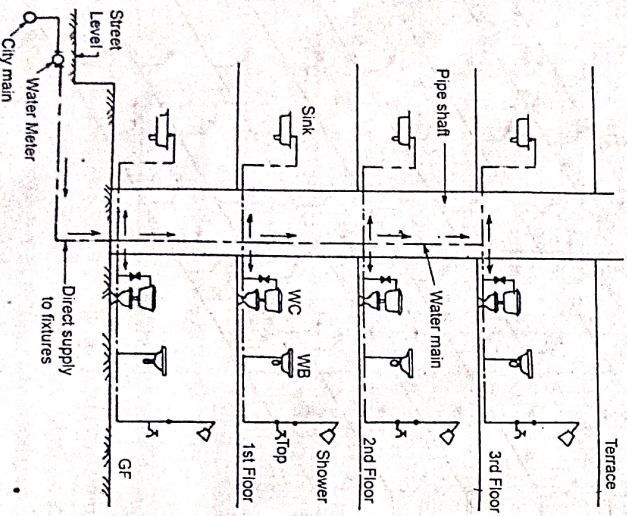 Terrace
3rd Floor
2nd Floor
1st Floor
GF
Pipe shaft
Water main
Sink
WC
WB
Shower
Top
Street
Level
Water Meter
City main
Direct supply
to fixtures